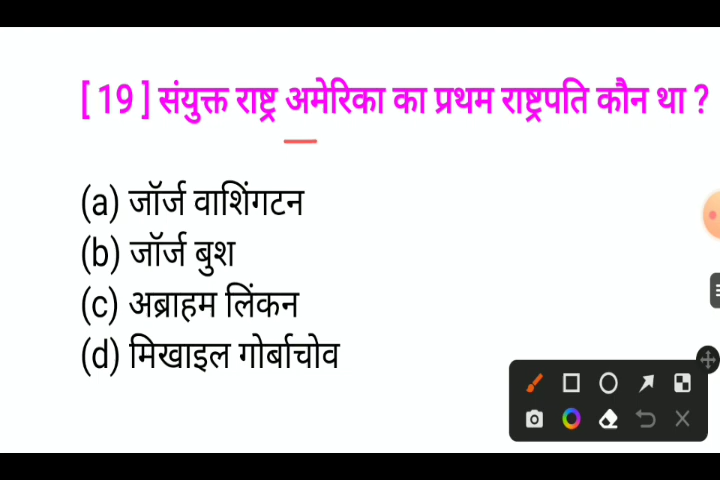 [ 19 ] संयुक्त राष्ट्र अमेरिका का प्रथम राष्ट्रपति कौन था ?
(a) जॉर्ज वाशिंगटन
(b) जॉर्ज बुश
(c) अब्राहम लिंकन
(d) मिखाइल गोर्बाचोव